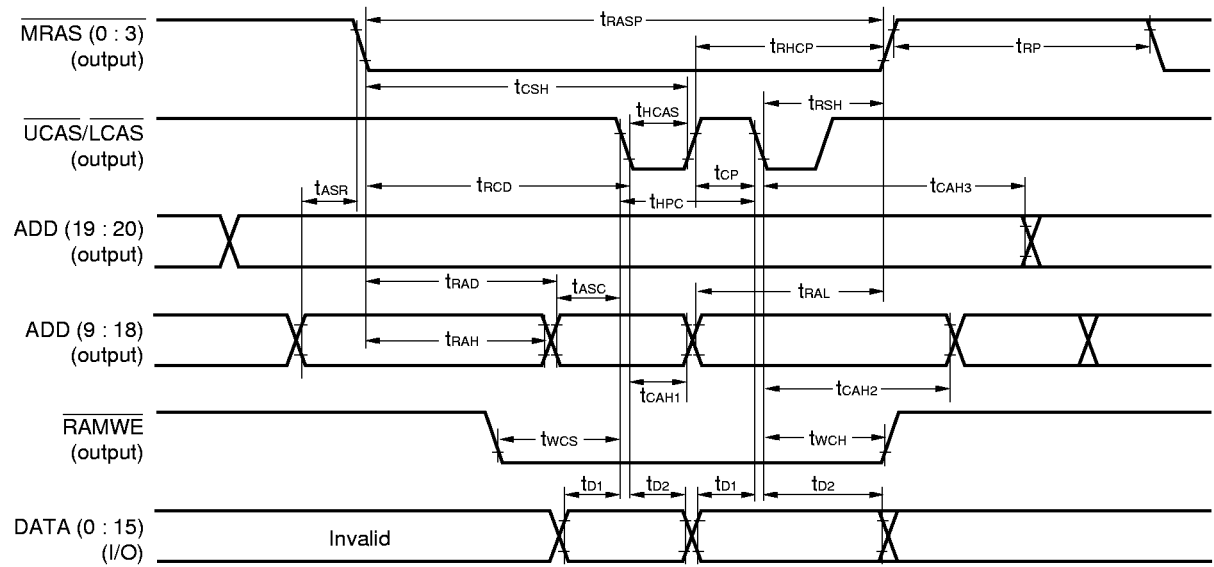 MRAS (0 : 3)
(output)
tRASP
tRHCP
tRP
tCSH
tRSH
tHCAS
UCAS/LCAS
(output)
tASR
tRCD
tCP
tCAH3
tHPC
ADD (19 : 20)
(output)
tRAD
tASC
tRAL
ADD (9 : 18)
(output)
tRAH
tCAH1
tCAH2
RAMWE
(output)
tWCS
tWCH
tD1
tD2
tD1
tD2
DATA (0 : 15)
(I/O)
Invalid